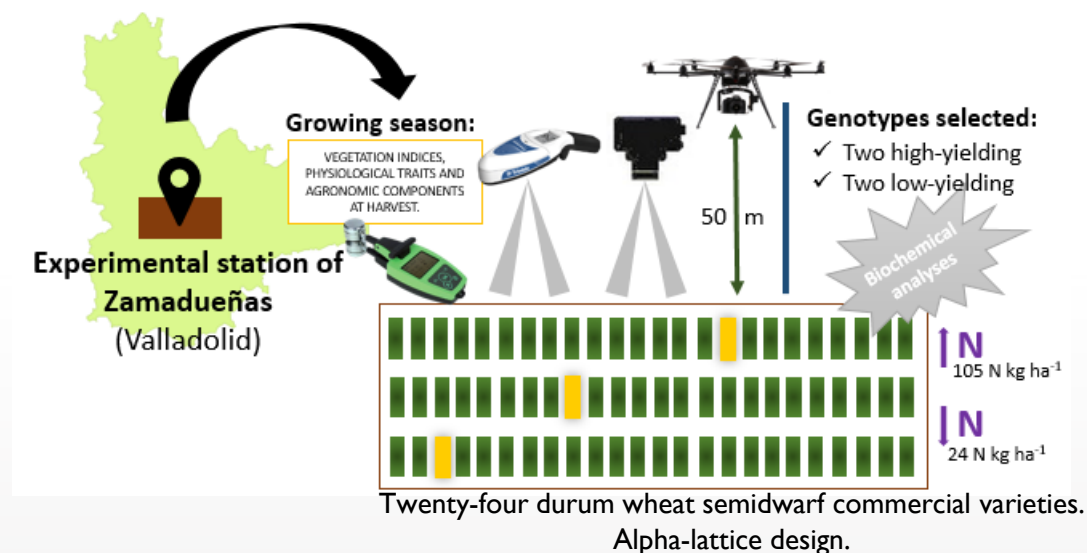 Growing season:
VEGETATION INDICES,
PHYSIOLOGICAL TRAITS AND
AGRONOMIC COMPONENTS
AT HARVEST.
Experimental station of
Zamadueñas
(Valladolid)
50 m
Genotypes selected:
✓ Two high-yielding
✓ Two low-yielding
Biochemical
analyses
N
105 N kg ha⁻¹
N
24 N kg ha⁻¹
Twenty-four durum wheat semidwarf commercial varieties.
Alpha-lattice design.